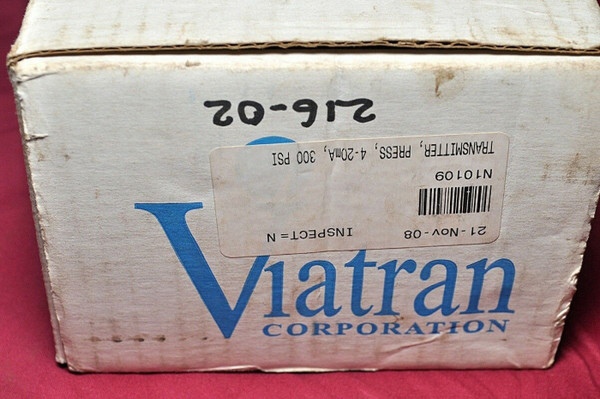 216-02
21-Nov-08 INSPECT = N
N10109
TRANSMITTER, PRESS, 4-20mA, 300 PSI
Viatran
CORPORATION